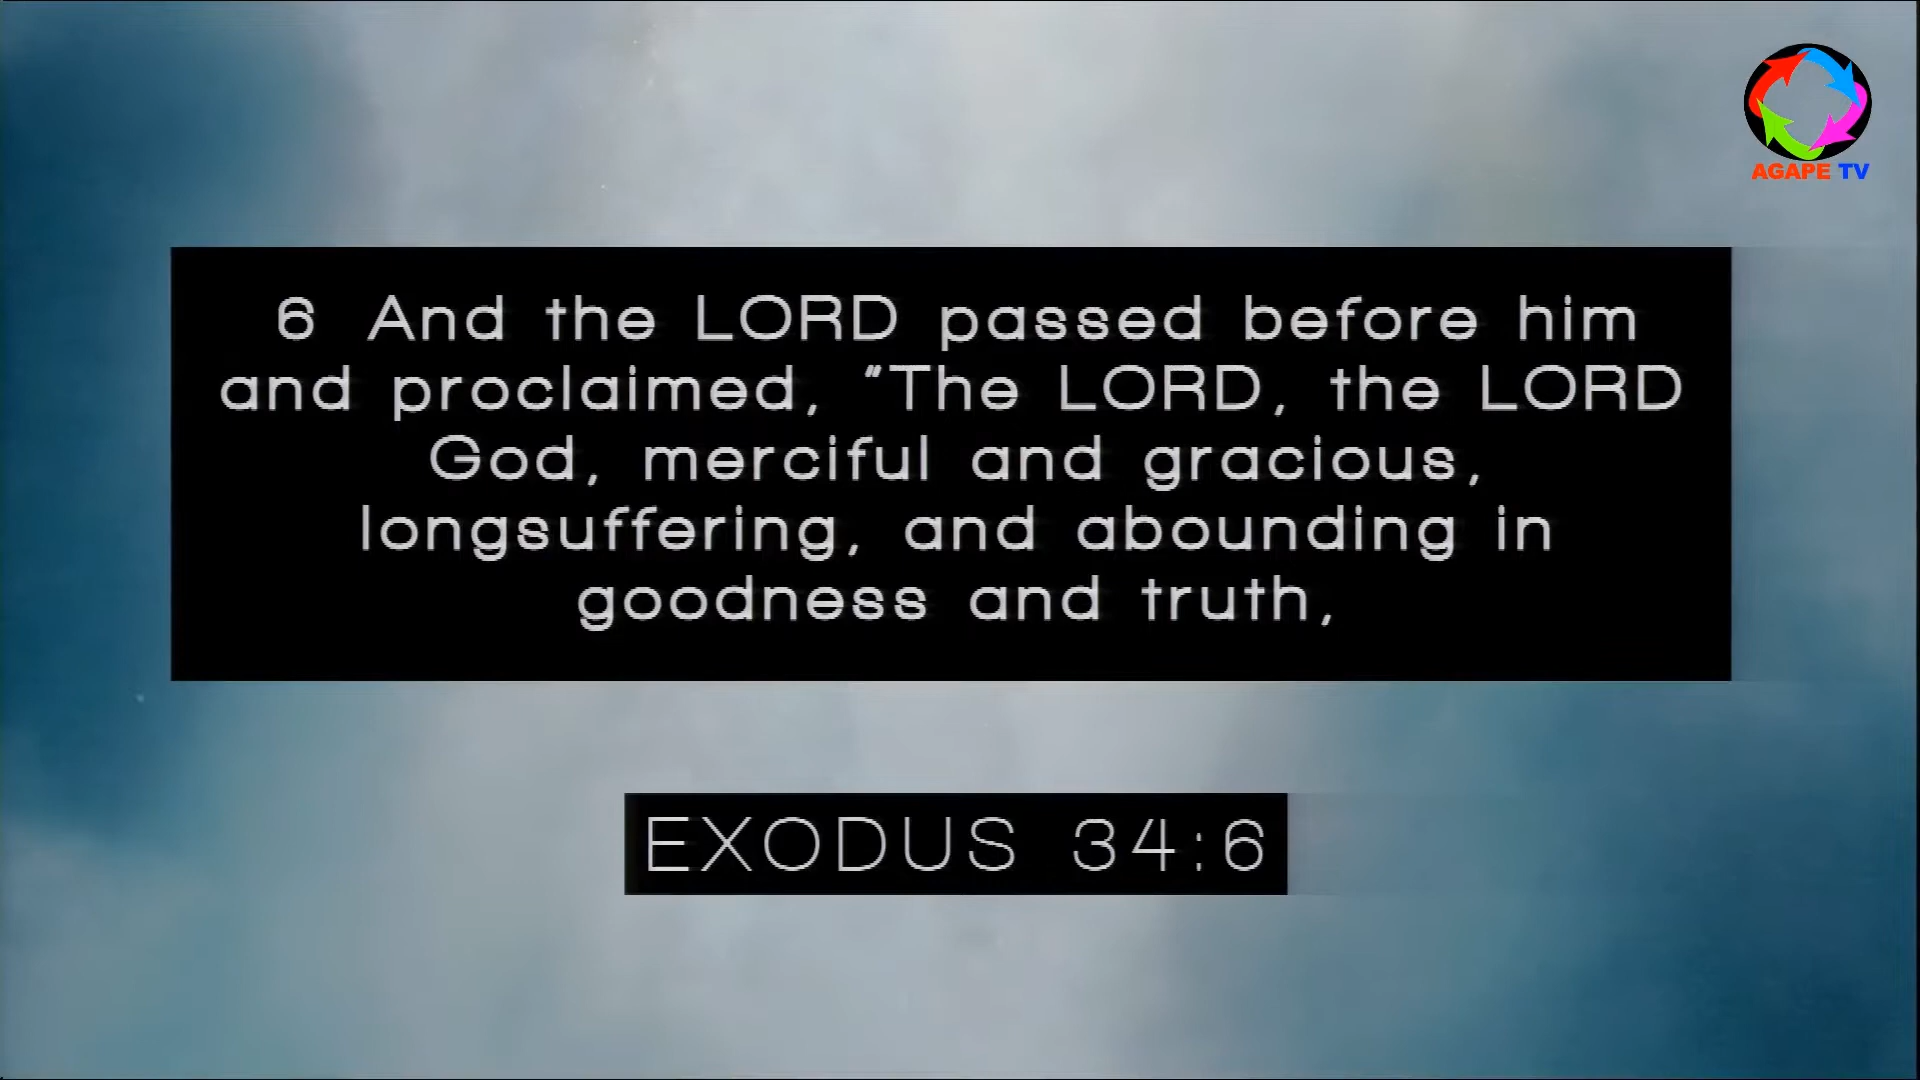 AGAPE TV
6 And the LORD passed before him
and proclaimed, "The LORD, the LORD
God, merciful and gracious,
longsuffering, and abounding in
goodness and truth,
EXODUS 34:6